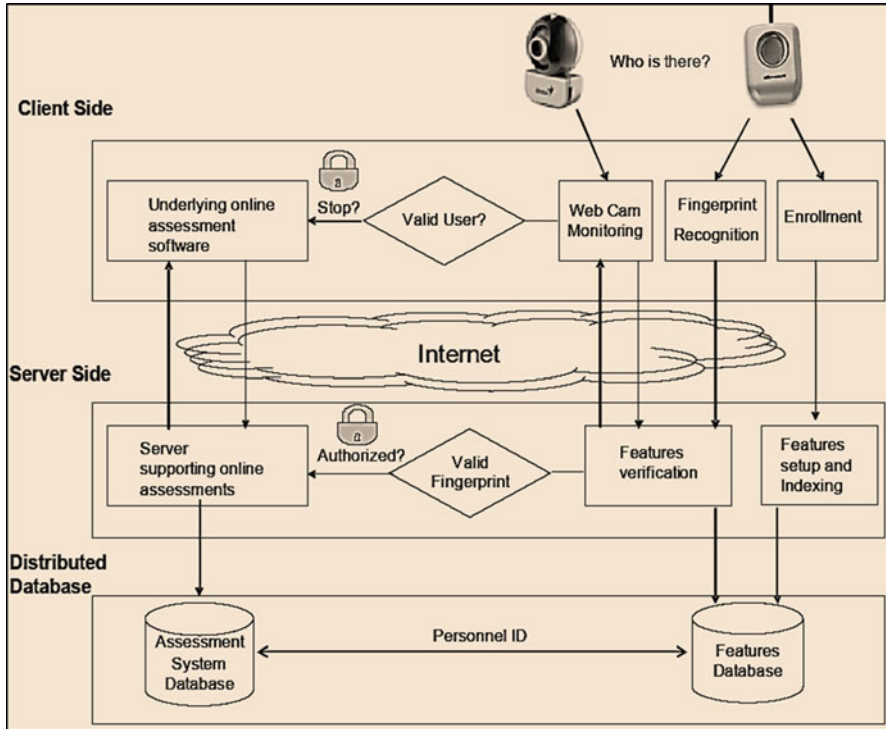 Who is there?
Client Side
Underlying online
assessment
software
Stop?
Valid User?
Web Cam
Monitoring
Fingerprint
Recognition
Enrollment
Internet
Server Side
Server
supporting online
assessments
Authorized?
Valid
Fingerprint
Features
verification
Features
setup and
Indexing
Distributed
Database
Assessment
System
Database
Personnel ID
Features
Database